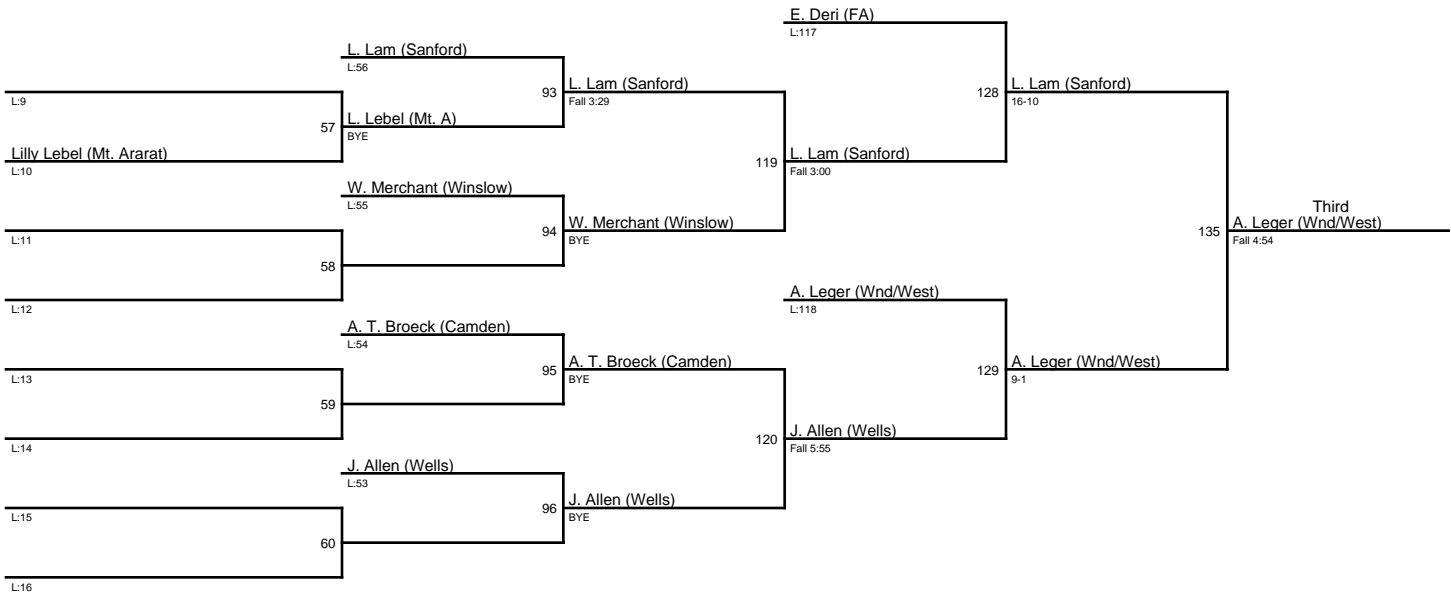 E. Deri (FA)
L:117
L. Lam (Sanford)
L:56
93
L. Lam (Sanford)
Fall 3:29
128
L. Lam (Sanford)
16-10
L:9
57
L. Lebel (Mt. A)
BYE
Lilly Lebel (Mt. Ararat)
L:10
119
L. Lam (Sanford)
Fall 3:00
W. Merchant (Winslow)
L:55
94
W. Merchant (Winslow)
BYE
L:11
58
L:12
Third
135
A. Leger (Wnd/West)
Fall 4:54
A. Leger (Wnd/West)
L:118
A. T. Broeck (Camden)
L:54
95
A. T. Broeck (Camden)
BYE
129
A. Leger (Wnd/West)
9-1
L:13
59
L:14
120
J. Allen (Wells)
Fall 5:55
J. Allen (Wells)
L:53
96
J. Allen (Wells)
BYE
L:15
60
L:16